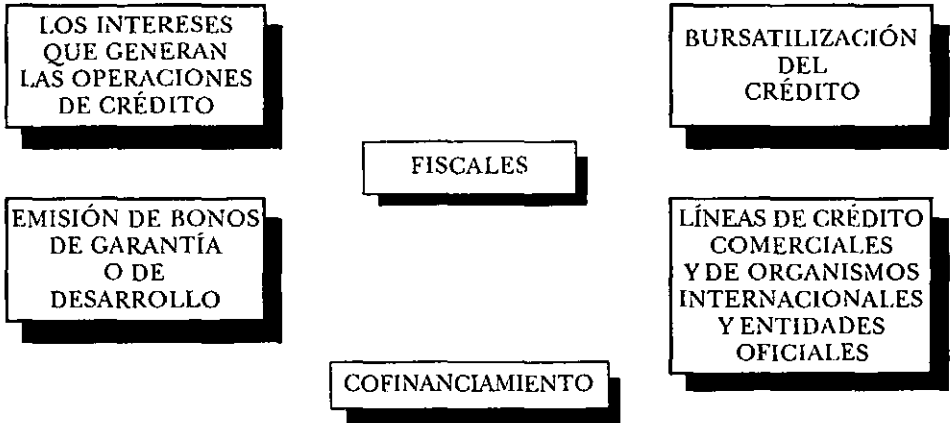 LOS INTERESES
QUE GENERAN
LAS OPERACIONES
DE CRÉDITO
BURSATILIZACIÓN
DEL
CRÉDITO
FISCALES
EMISIÓN DE BONOS
DE GARANTÍA
O DE
DESARROLLO
LÍNEAS DE CRÉDITO
COMERCIALES
Y DE ORGANISMOS
INTERNACIONALES
Y ENTIDADES
OFICIALES
COFINANCIAMIENTO